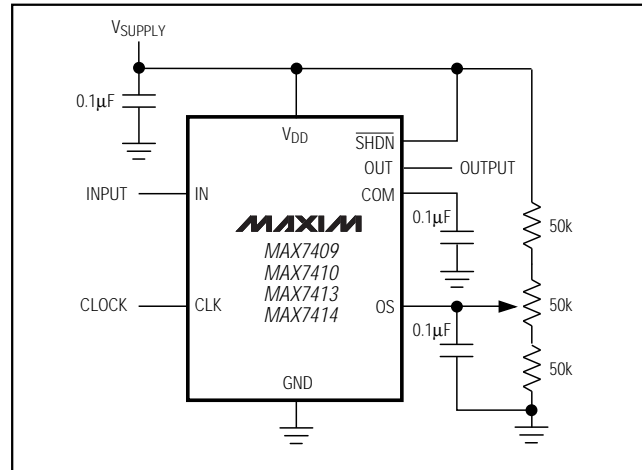 VSUPPLY
0.1µF
VDD
SHDN
OUT
OUTPUT
INPUT
IN
COM
0.1µF
50k
MAXIM
MAX7409
MAX7410
MAX7413
MAX7414
CLOCK
CLK
OS
50k
0.1µF
50k
GND